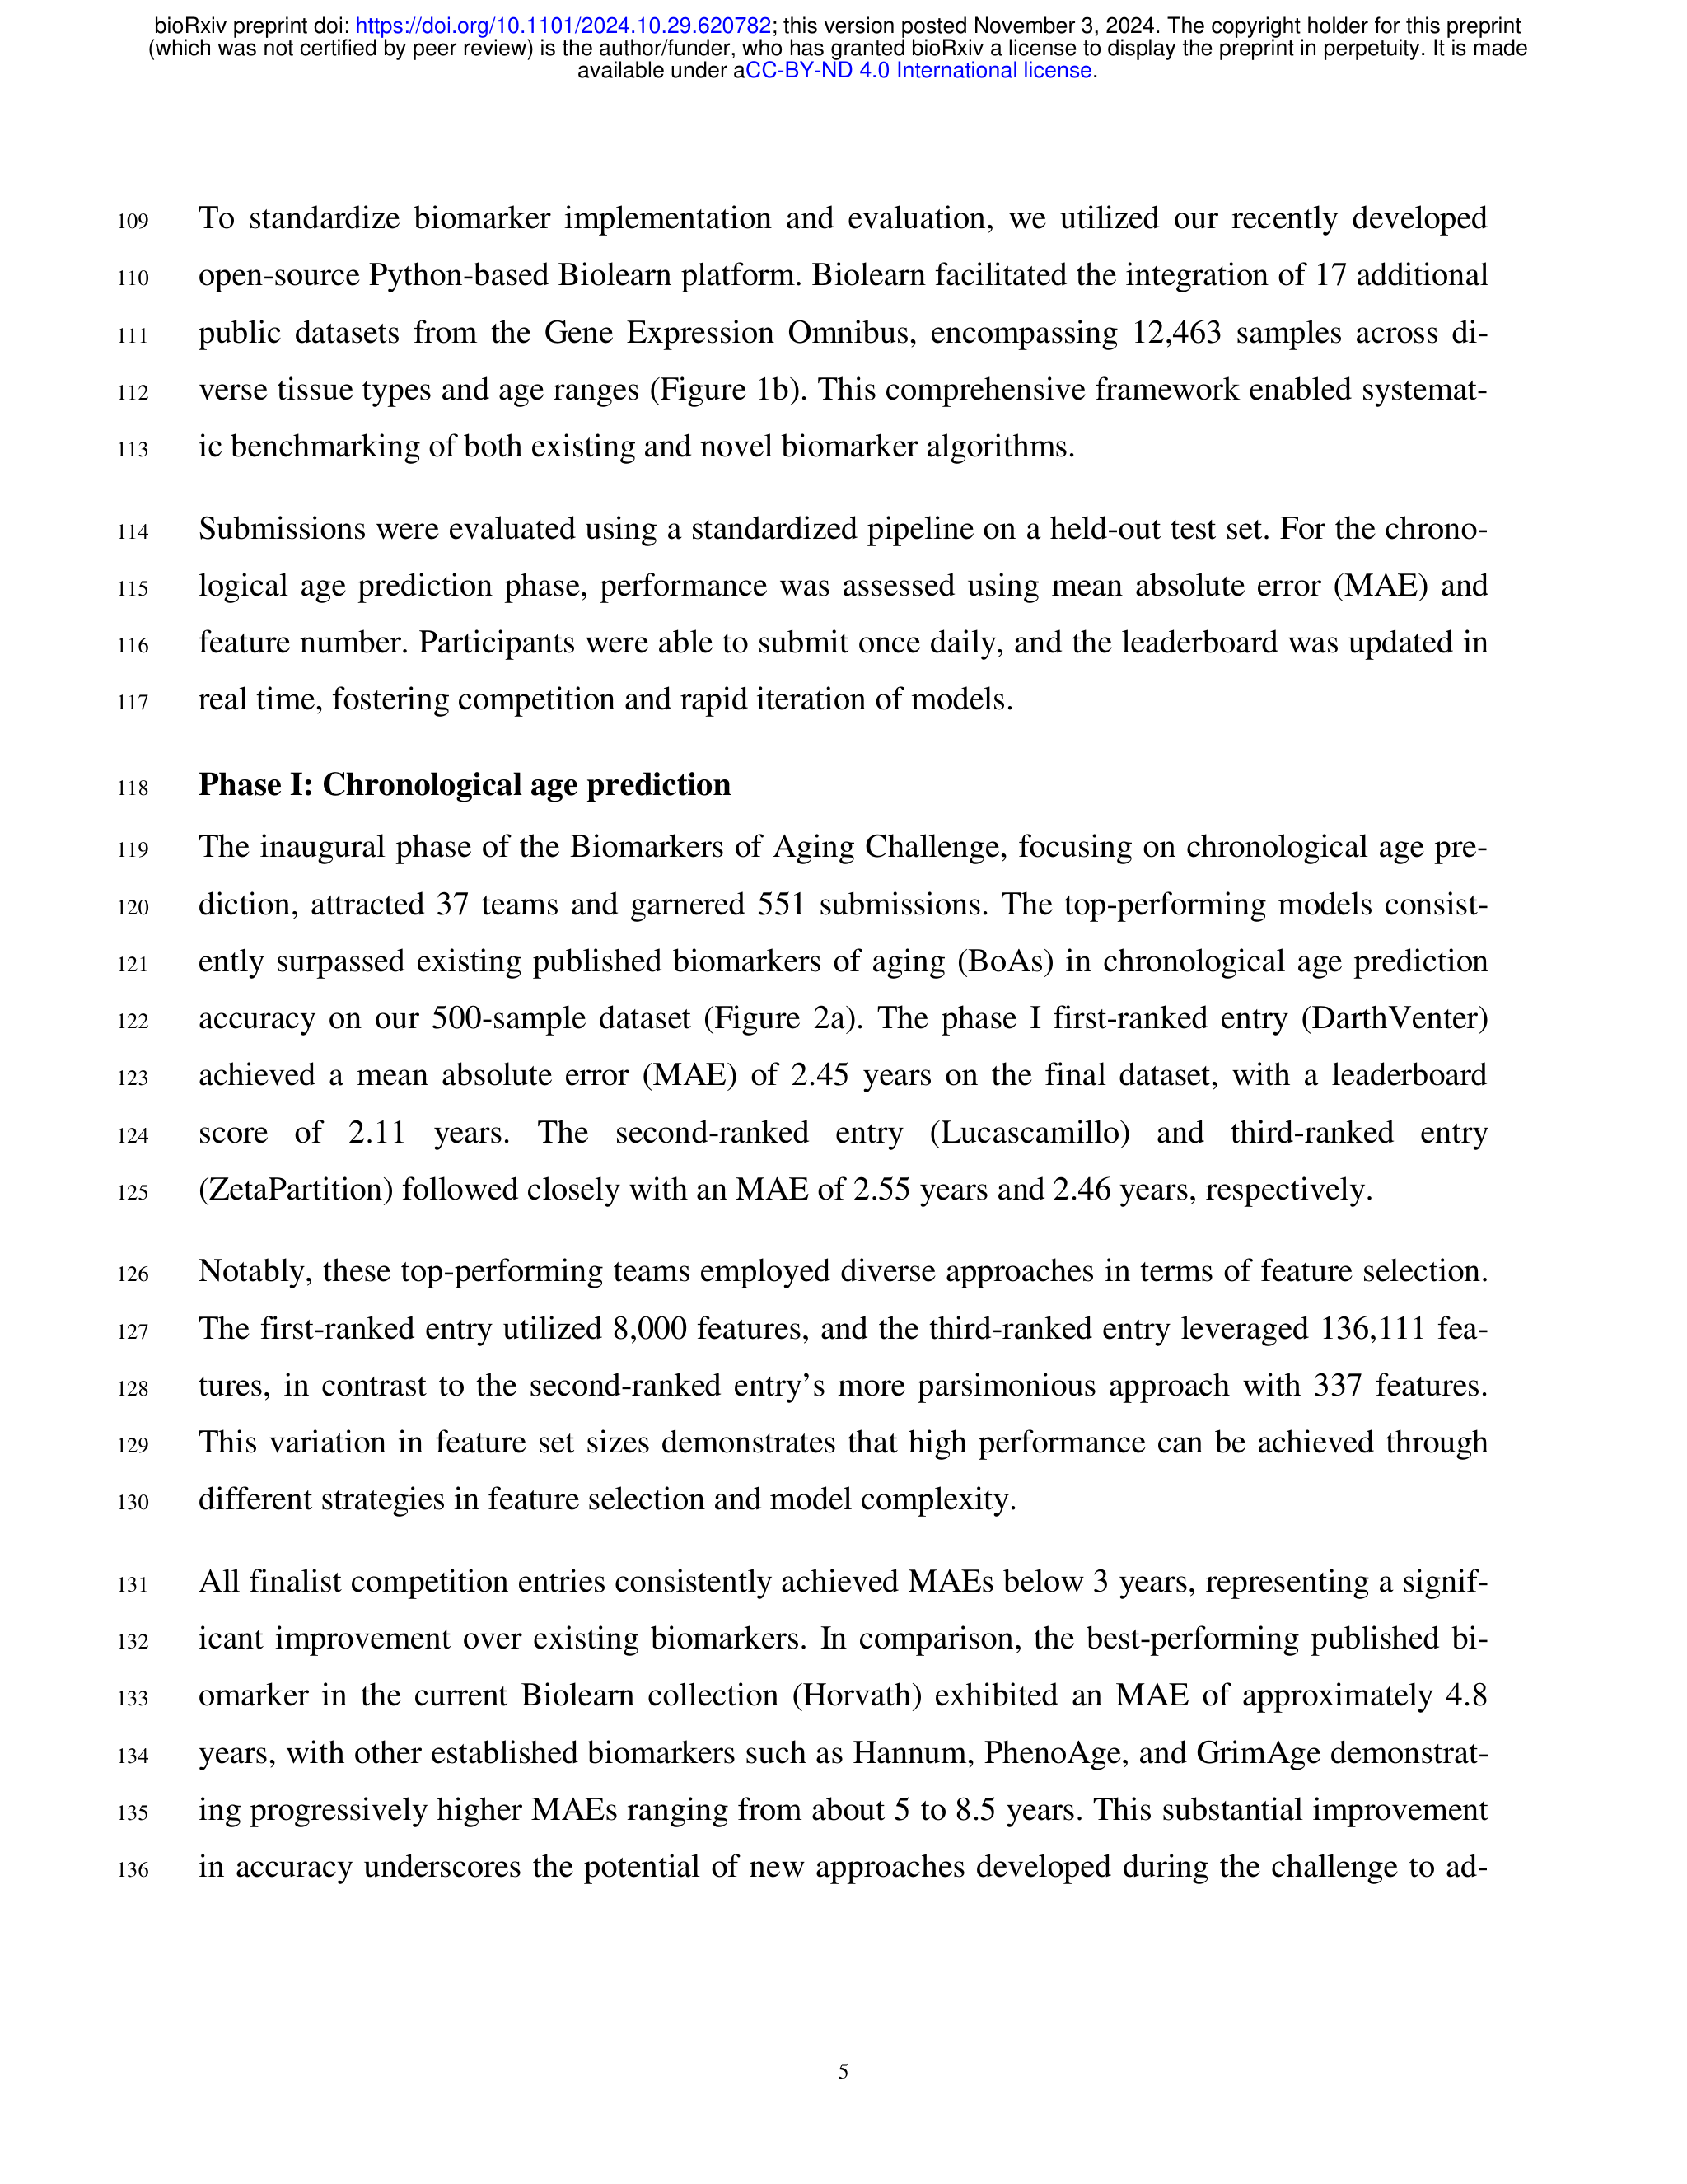 bioRxiv preprint doi: https://doi.org/10.1101/2024.10.29.620782; this version posted November 3, 2024. The copyright holder for this preprint
(which was not certified by peer review) is the author/funder, who has granted bioRxiv a license to display the preprint in perpetuity. It is made
available under aCC-BY-ND 4.0 International license.
109 To standardize biomarker implementation and evaluation, we utilized our recently developed
110 open-source Python-based Biolearn platform. Biolearn facilitated the integration of 17 additional
111 public datasets from the Gene Expression Omnibus, encompassing 12,463 samples across di-
112 verse tissue types and age ranges (Figure 1b). This comprehensive framework enabled systemat-
113 ic benchmarking of both existing and novel biomarker algorithms.
114 Submissions were evaluated using a standardized pipeline on a held-out test set. For the chrono-
115 logical age prediction phase, performance was assessed using mean absolute error (MAE) and
116 feature number. Participants were able to submit once daily, and the leaderboard was updated in
117 real time, fostering competition and rapid iteration of models.
118 Phase I: Chronological age prediction
119 The inaugural phase of the Biomarkers of Aging Challenge, focusing on chronological age pre-
120 diction, attracted 37 teams and garnered 551 submissions. The top-performing models consist-
121 ently surpassed existing published biomarkers of aging (BoAs) in chronological age prediction
122 accuracy on our 500-sample dataset (Figure 2a). The phase I first-ranked entry (DarthVenter)
123 achieved a mean absolute error (MAE) of 2.45 years on the final dataset, with a leaderboard
124 score of 2.11 years. The second-ranked entry (Lucascamillo) and third-ranked entry
125 (ZetaPartition) followed closely with an MAE of 2.55 years and 2.46 years, respectively.
126 Notably, these top-performing teams employed diverse approaches in terms of feature selection.
127 The first-ranked entry utilized 8,000 features, and the third-ranked entry leveraged 136,111 fea-
128 tures, in contrast to the second-ranked entry’s more parsimonious approach with 337 features.
129 This variation in feature set sizes demonstrates that high performance can be achieved through
130 different strategies in feature selection and model complexity.
131 All finalist competition entries consistently achieved MAEs below 3 years, representing a signif-
132 icant improvement over existing biomarkers. In comparison, the best-performing published bi-
133 omarker in the current Biolearn collection (Horvath) exhibited an MAE of approximately 4.8
134 years, with other established biomarkers such as Hannum, PhenoAge, and GrimAge demonstrat-
135 ing progressively higher MAEs ranging from about 5 to 8.5 years. This substantial improvement
136 in accuracy underscores the potential of new approaches developed during the challenge to ad-
5